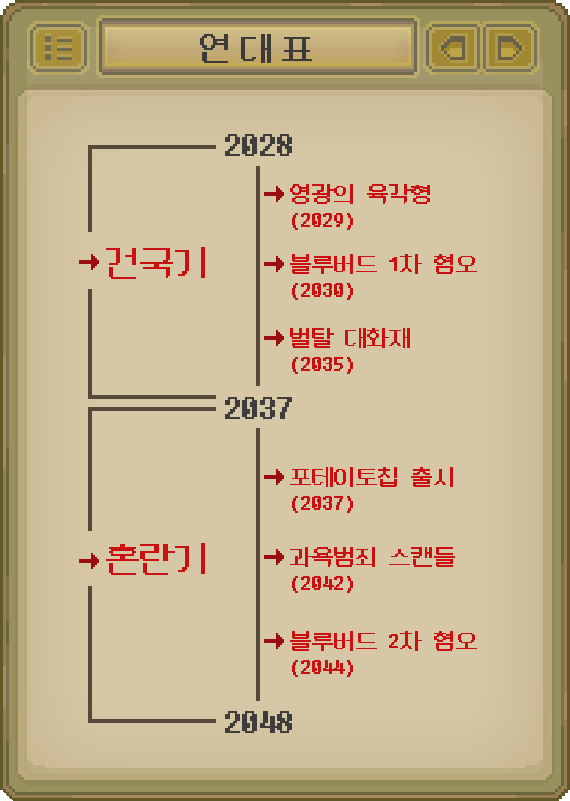 연대표
2028
영광의 육각형
(2029)
건국기
블루버드 1차 혐오
(2030)
벌탈 대화재
(2035)
2037
포테이토칩 출시
(2037)
혼란기
과욕범죄 스캔들
(2042)
블루버드 2차 혐오
(2044)
2048